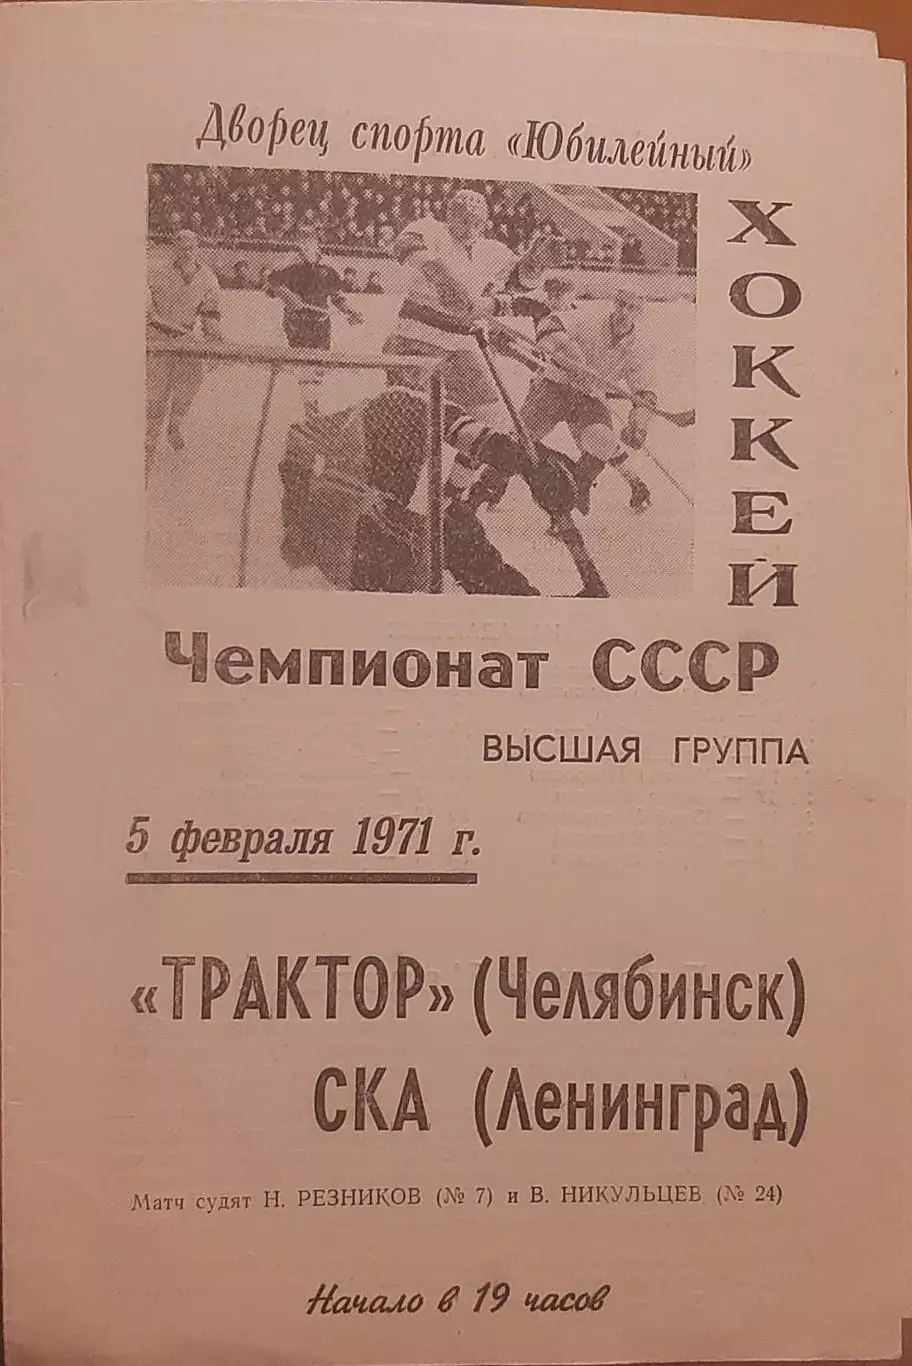 Дворец спорта «Юбилейный»
ХОККЕЙ
Чемпионат СССР
ВЫСШАЯ ГРУППА
5 февраля 1971 г.
«ТРАКТОР» (Челябинск)
СКА (Ленинград)
Матч судят Н. РЕЗНИКОВ (№ 7) и В. НИКУЛЬЦЕВ (№ 24)
Начало в 19 часов